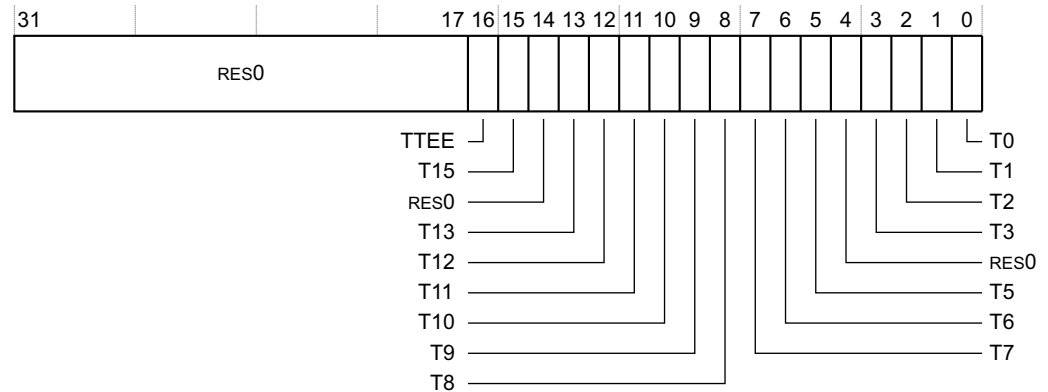 31 17 16 15 14 13 12 11 10 9 8 7 6 5 4 3 2 1 0
RES0
TTEE T0
T15 T1
RES0 T2
T13 T3
T12 RES0
T11 T5
T10 T6
T9 T7
T8